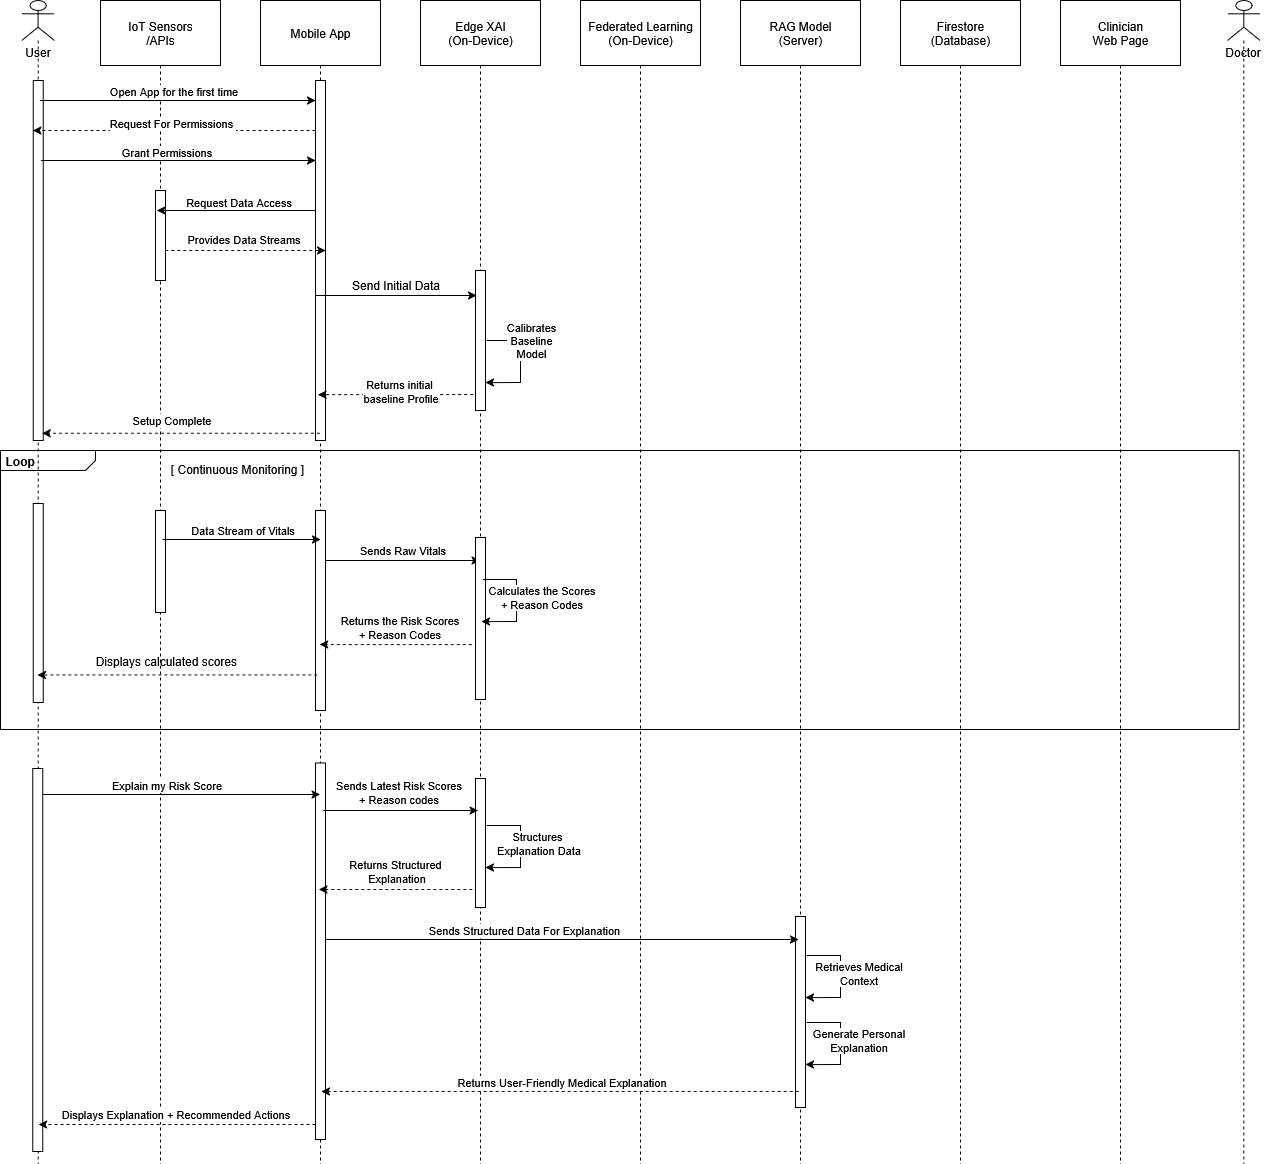 User
IoT Sensors
/APIs
Mobile App
Edge XAI
(On-Device)
Federated Learning
(On-Device)
RAG Model
(Server)
Firestore
(Database)
Clinician
Web Page
Doctor
Open App for the first time
Request For Permissions
Grant Permissions
Request Data Access
Provides Data Streams
Send Initial Data
Calibrates
Baseline
Model
Returns initial
baseline Profile
Setup Complete
Loop
[ Continuous Monitoring ]
Data Stream of Vitals
Sends Raw Vitals
Calculates the Scores
+ Reason Codes
Returns the Risk Scores
+ Reason Codes
Displays calculated scores
Explain my Risk Score
Sends Latest Risk Scores
+ Reason codes
Structures
Explanation Data
Returns Structured
Explanation
Sends Structured Data For Explanation
Retrieves Medical
Context
Generate Personal
Explanation
Returns User-Friendly Medical Explanation
Displays Explanation + Recommended Actions